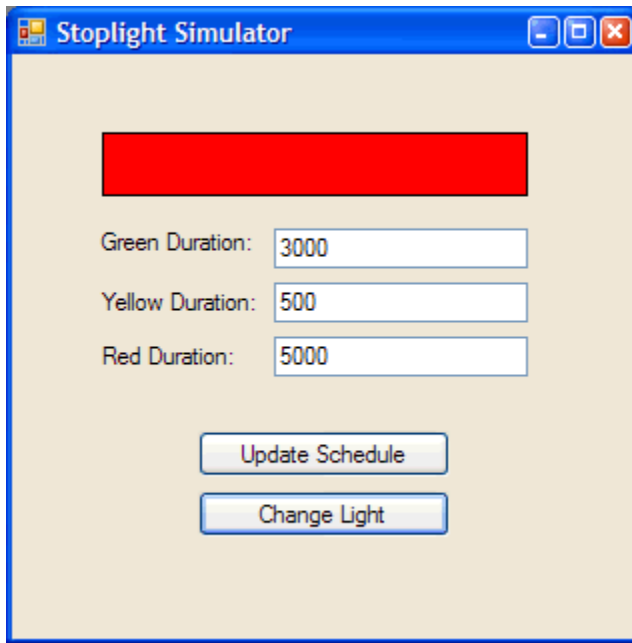 Stoplight Simulator
Green Duration: 3000
Yellow Duration: 500
Red Duration: 5000
Update Schedule
Change Light